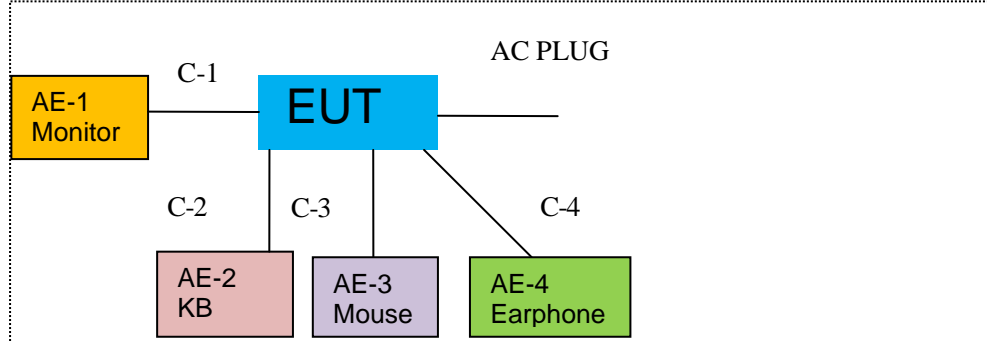 AC PLUG
C-1
EUT
AE-1
Monitor
C-2
C-3
C-4
AE-2
KB
AE-3
Mouse
AE-4
Earphone